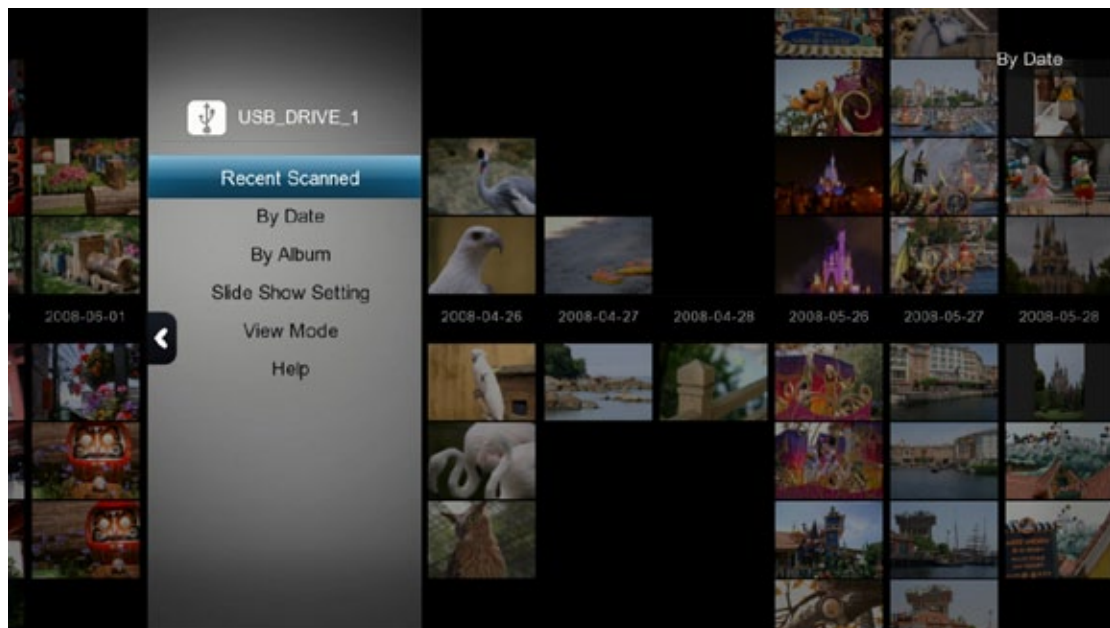 By Date
USB_DRIVE_1
Recent Scanned
By Date
By Album
Slide Show Setting
View Mode
Help
2008-06-01
2008-04-26
2008-04-27
2008-04-28
2008-05-26
2008-05-27
2008-05-28